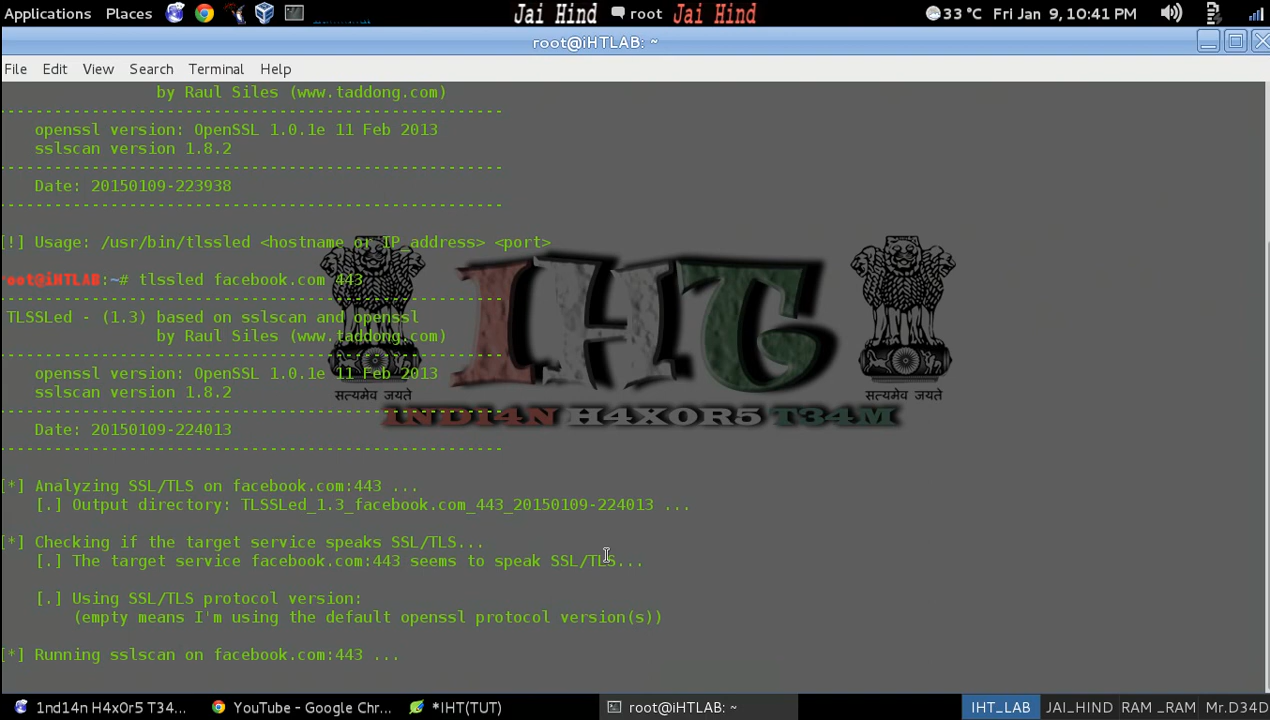 Applications Places Jai Hind root Jai Hind 33 °C Fri Jan 9, 10:41 PM
root@iHTLAB: ~
File Edit View Search Terminal Help
by Raul Siles (www.taddong.com)
------------------------------------------------------
openssl version: OpenSSL 1.0.1e 11 Feb 2013
sslscan version 1.8.2
------------------------------------------------------
Date: 20150109-223938
------------------------------------------------------
[!] Usage: /usr/bin/tlssled <hostname or IP address> <port>
root@iHTLAB:~# tlssled facebook.com 443
------------------------------------------------------
TLSSLed - (1.3) based on sslscan and openssl
by Raul Siles (www.taddong.com)
------------------------------------------------------
openssl version: OpenSSL 1.0.1e 11 Feb 2013
sslscan version 1.8.2
------------------------------------------------------
Date: 20150109-224013
------------------------------------------------------
IHT
सत्यमेव जयते
सत्यमेव जयते
1ND14N H4X0R5 T34M
[*] Analyzing SSL/TLS on facebook.com:443 ...
[.] Output directory: TLSSLed_1.3_facebook.com_443_20150109-224013 ...
[*] Checking if the target service speaks SSL/TLS...
[.] The target service facebook.com:443 seems to speak SSL/TLS...
[.] Using SSL/TLS protocol version:
(empty means I'm using the default openssl protocol version(s))
[*] Running sslscan on facebook.com:443 ...
1nd14n H4x0r5 T34... YouTube - Google Chr... *IHT(TUT) root@iHTLAB: ~ IHT_LAB JAI_HIND RAM _RAM Mr.D34D